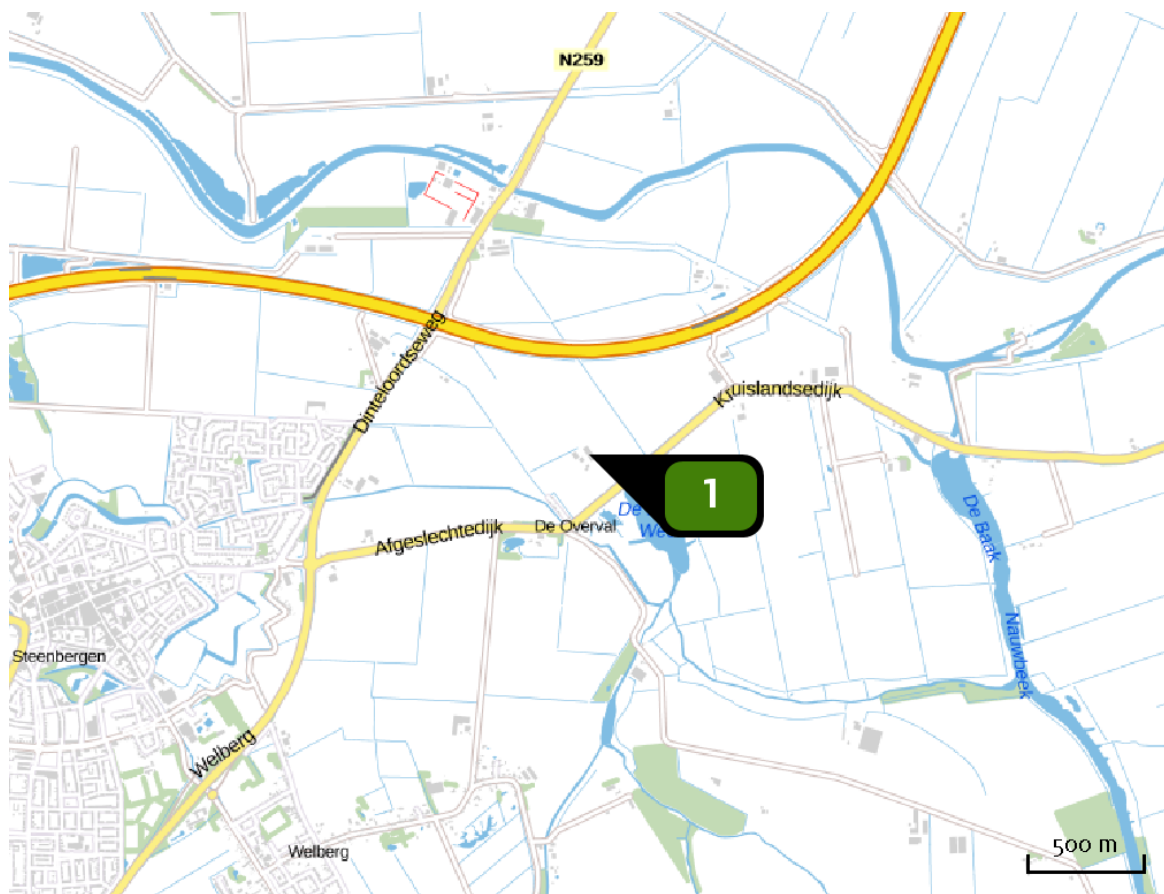 N259
Dinteloordseweg
Kruislandsedijk
1
De
We
De Overval
Afgeslechtedijk
De Baak
Nauwbeek
Steenbergen
Welberg
Welberg
500 m